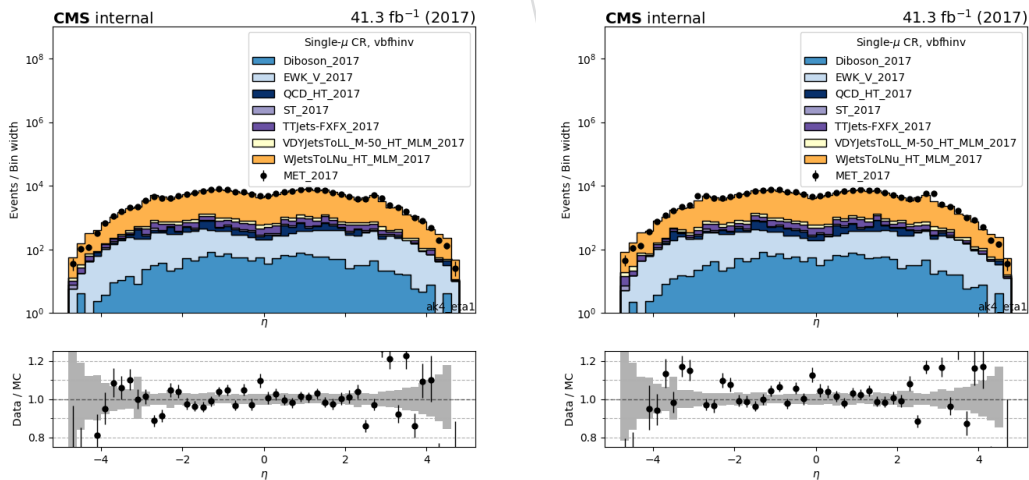 CMS internal 41.3 fb⁻¹ (2017)
Single-μ CR, vbfhinv
Diboson_2017
EWK_V_2017
QCD_HT_2017
ST_2017
TTJets-FXFX_2017
VDYJetsToLL_M-50_HT_MLM_2017
WJetsToLNu_HT_MLM_2017
MET_2017
Events / Bin width
10⁸
10⁶
10⁴
10²
10⁰
ak4_eta1
η
Data / MC
1.2
1.0
0.8
−4 −2 0 2 4
η
CMS internal 41.3 fb⁻¹ (2017)
Single-μ CR, vbfhinv
Diboson_2017
EWK_V_2017
QCD_HT_2017
ST_2017
TTJets-FXFX_2017
VDYJetsToLL_M-50_HT_MLM_2017
WJetsToLNu_HT_MLM_2017
MET_2017
Events / Bin width
10⁸
10⁶
10⁴
10²
10⁰
ak4_eta1
η
Data / MC
1.2
1.0
0.8
−4 −2 0 2 4
η